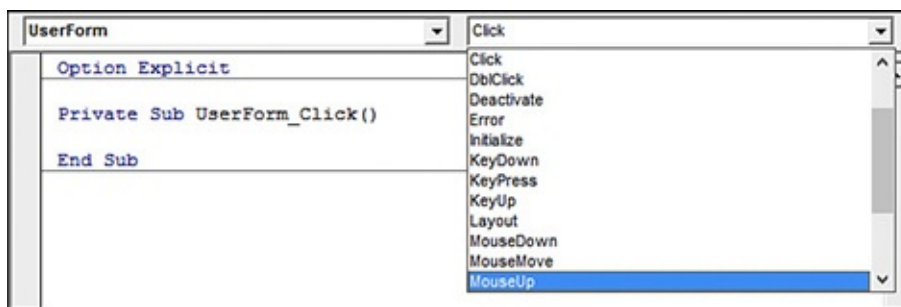 UserForm
Click
Option Explicit
Private Sub UserForm_Click()
End Sub
Click
DblClick
Deactivate
Error
Initialize
KeyDown
KeyPress
KeyUp
Layout
MouseDown
MouseMove
MouseUp